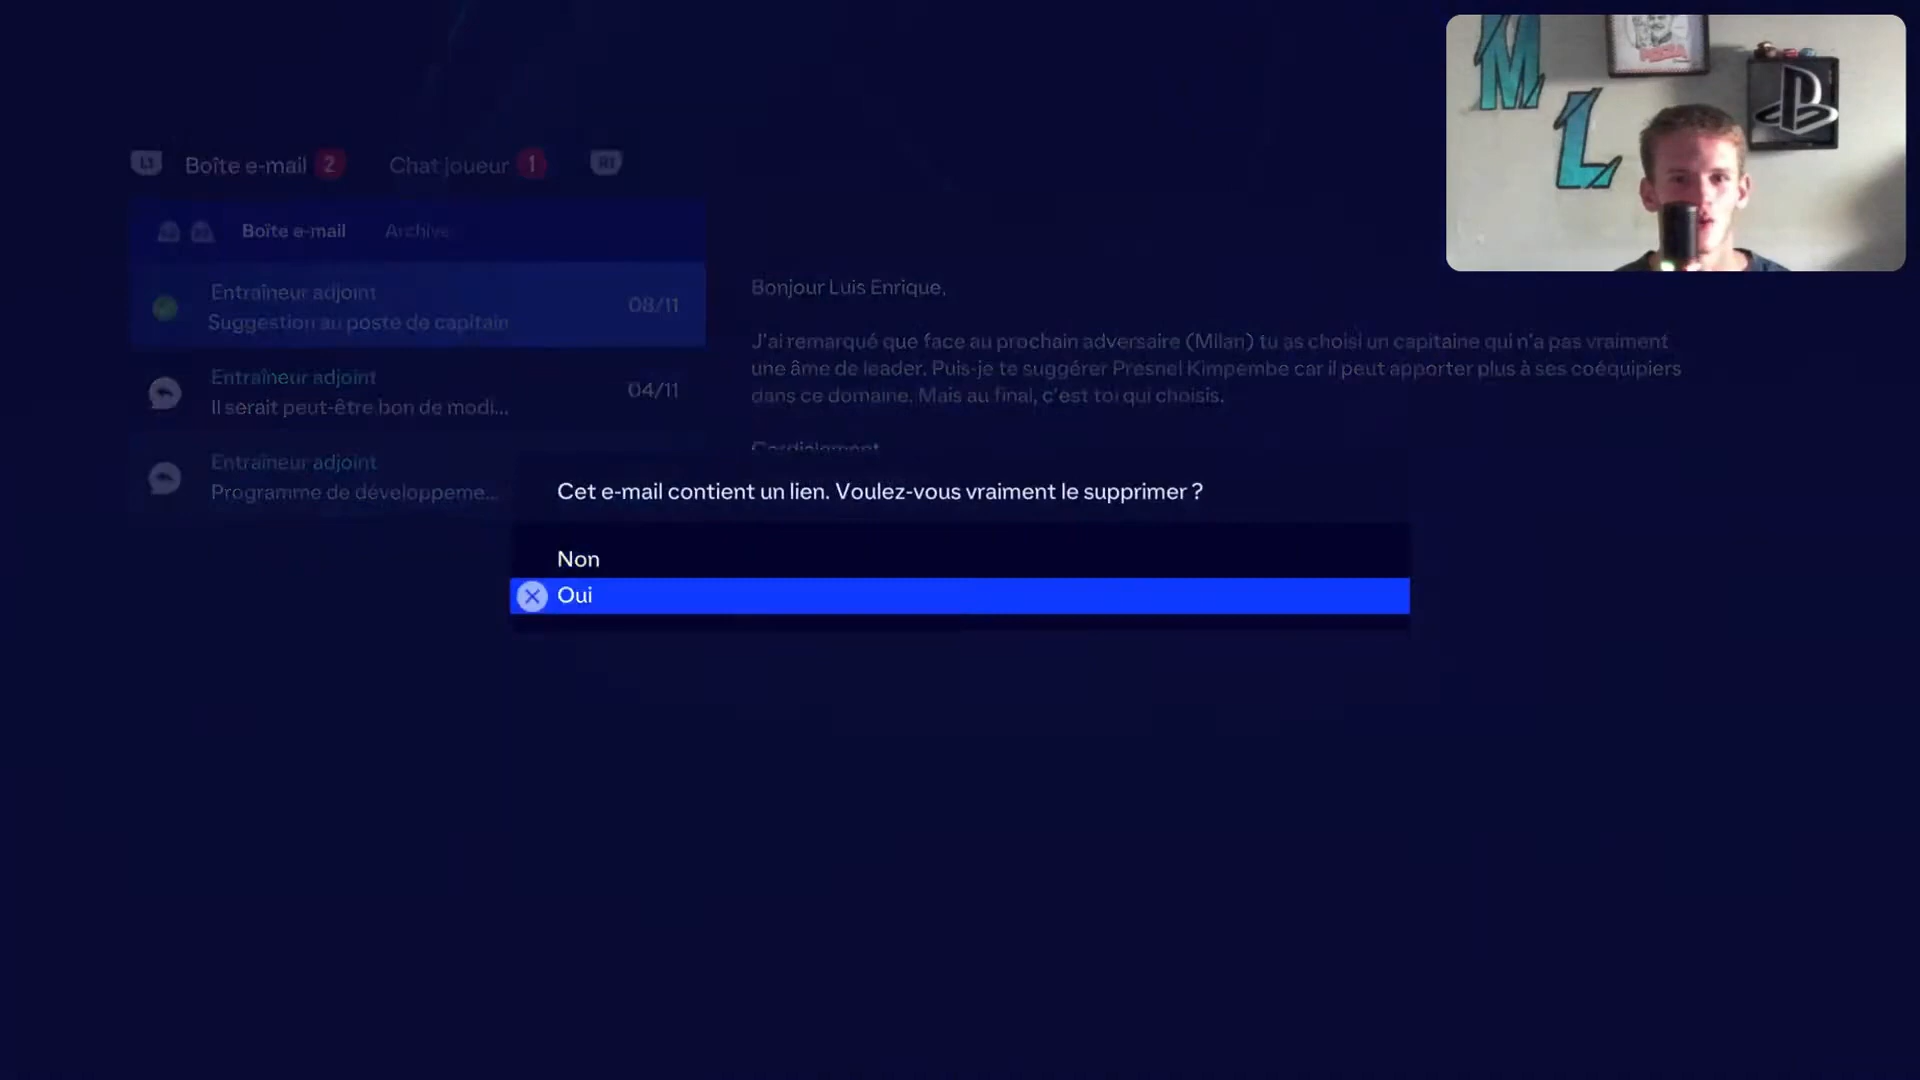 L1 Boîte e-mail 2 Chat joueur 1 R1
Boîte e-mail Archive
Entraîneur adjoint
Suggestion au poste de capitain
08/11
Entraîneur adjoint
Il serait peut-être bon de modi...
04/11
Entraîneur adjoint
Programme de développeme...
Bonjour Luis Enrique,
J'ai remarqué que face au prochain adversaire (Milan) tu as choisi un capitaine qui n'a pas vraiment
une âme de leader. Puis-je te suggérer Presnel Kimpembe car il peut apporter plus à ses coéquipiers
dans ce domaine. Mais au final, c'est toi qui choisis.
Cordialement
Cet e-mail contient un lien. Voulez-vous vraiment le supprimer ?
Non
Oui
M
L